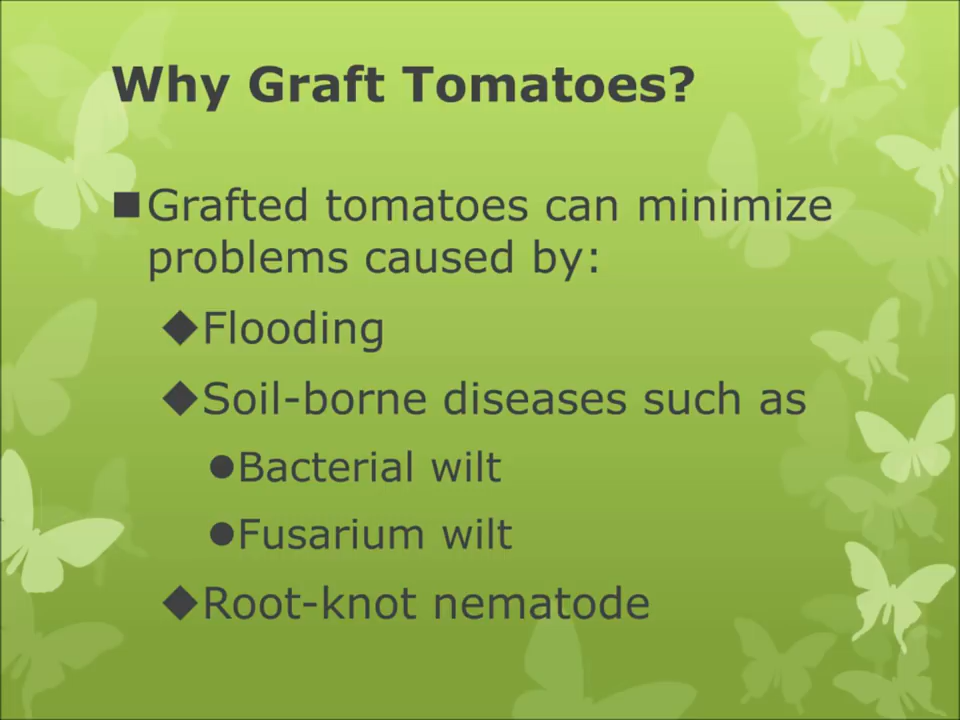 Why Graft Tomatoes?
Grafted tomatoes can minimize
problems caused by:
Flooding
Soil-borne diseases such as
Bacterial wilt
Fusarium wilt
Root-knot nematode